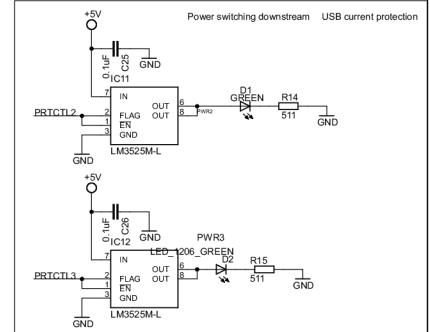 Power switching downstream USB current protection
+5V
0.1uF
C25
GND
IC11
7 IN
PRTCTL2
2 FLAG
1 EN
3 GND
OUT 6
OUT 8
PWR2
GND
LM3525M-L
D1
GREEN
R14
511
GND
+5V
0.1uF
C26
GND
IC12
7 IN
PRTCTL3
2 FLAG
1 EN
3 GND
OUT 6
OUT 8
GND
LM3525M-L
PWR3
LED_1206_GREEN
D2
R15
511
GND